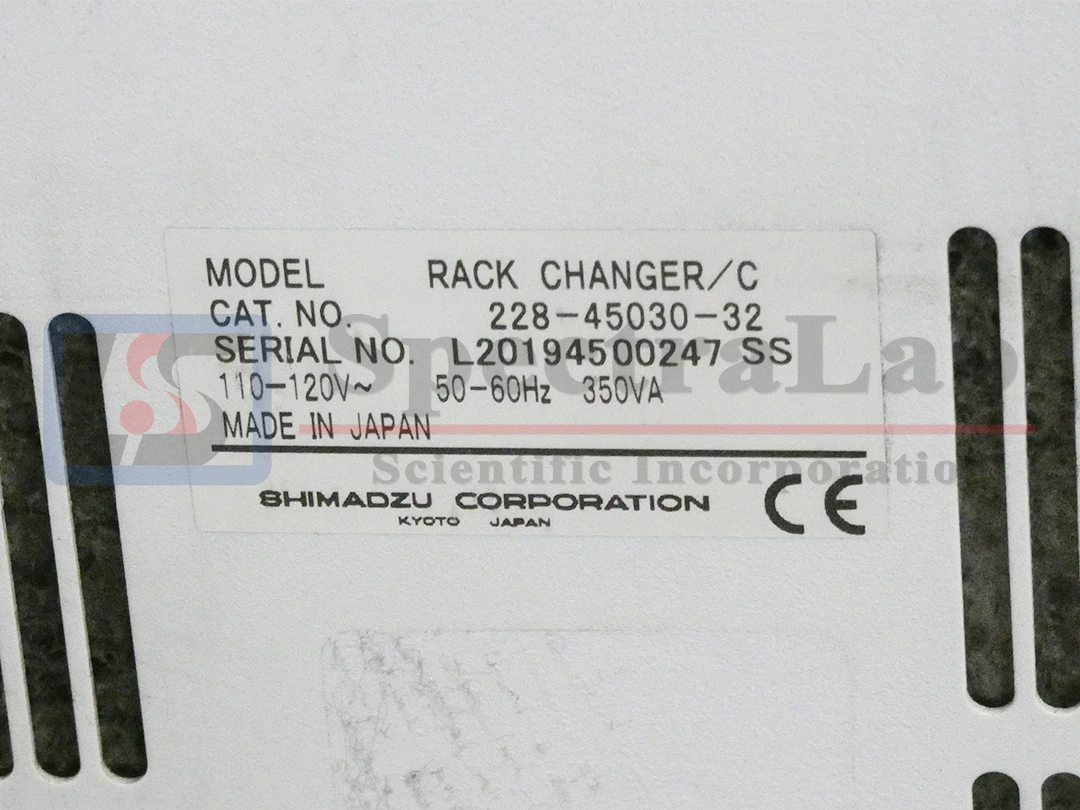 MODEL RACK CHANGER/C
CAT. NO. 228-45030-32
SERIAL NO. L20194500247 SS
110-120V~ 50-60Hz 350VA
MADE IN JAPAN
SHIMADZU CORPORATION
KYOTO JAPAN
CE
SpectraLab
Scientific Incorporatio